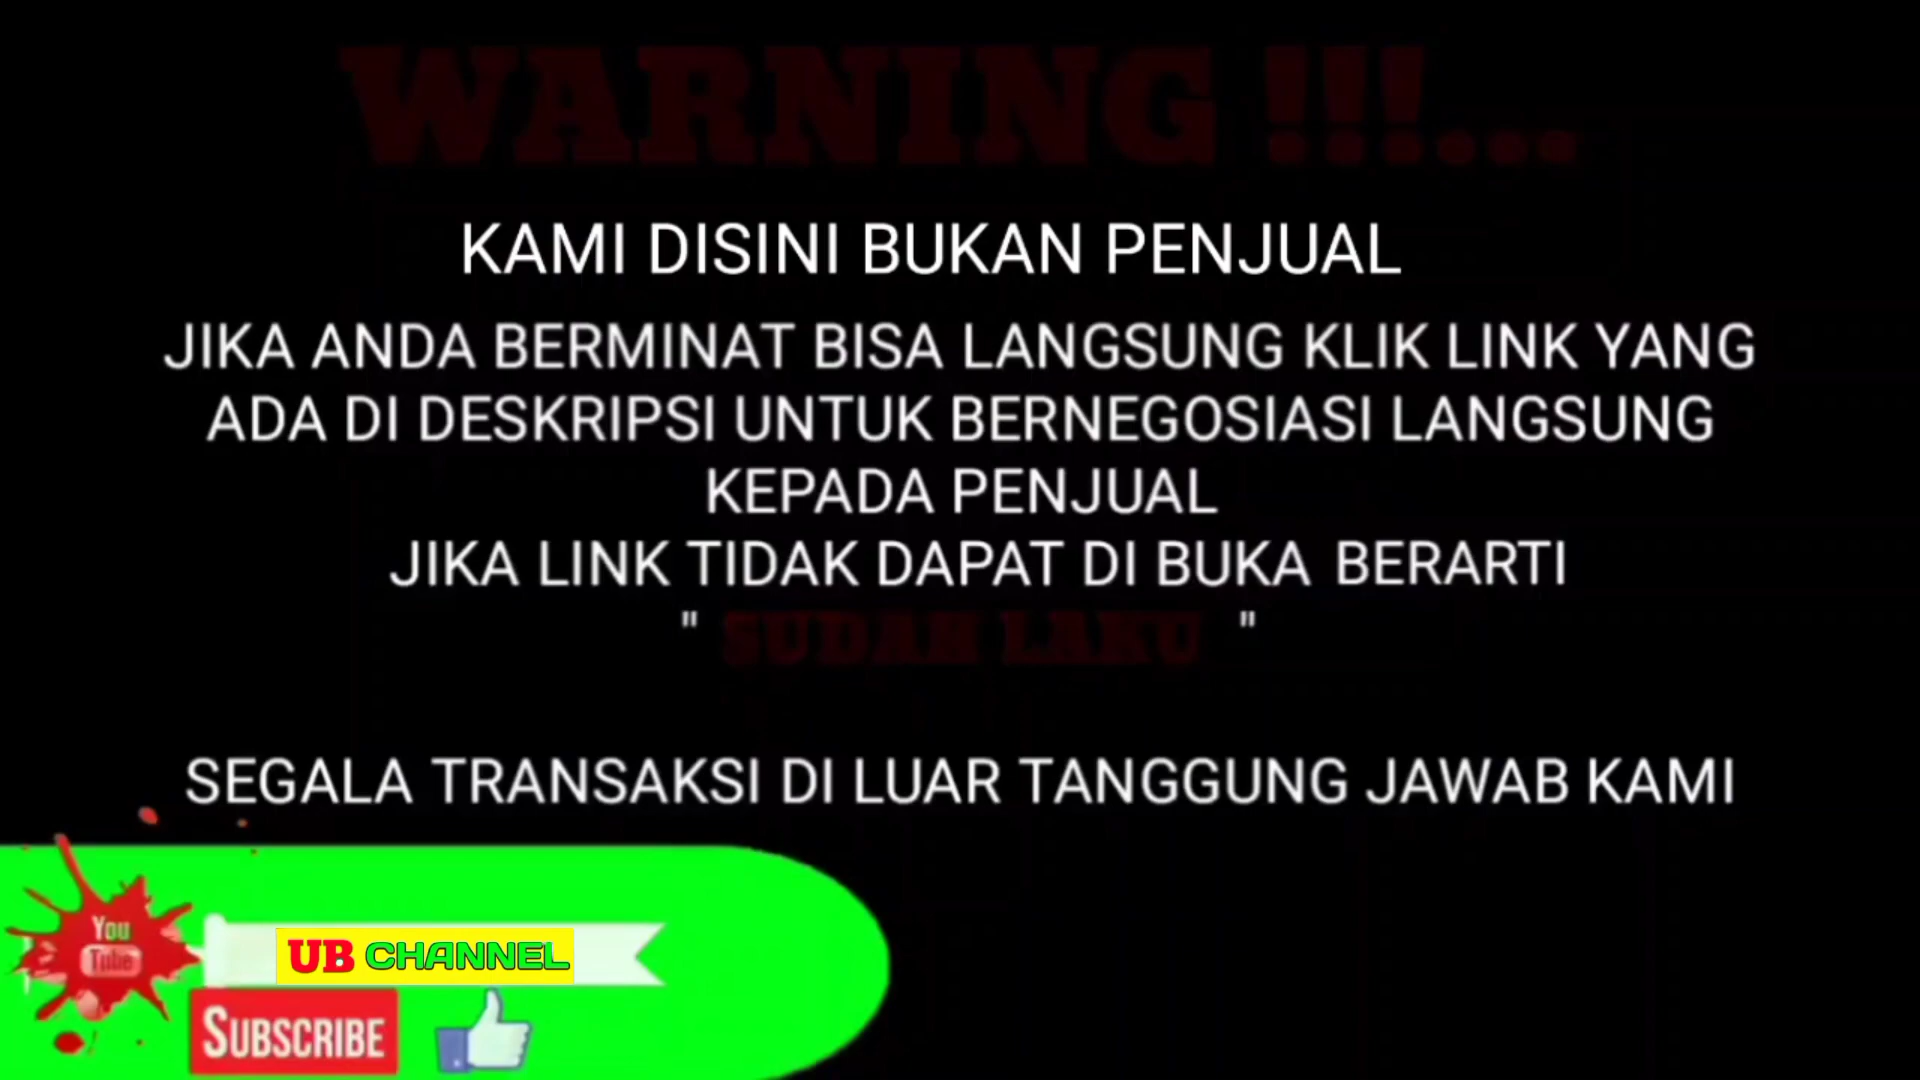 WARNING !!!...
KAMI DISINI BUKAN PENJUAL
JIKA ANDA BERMINAT BISA LANGSUNG KLIK LINK YANG
ADA DI DESKRIPSI UNTUK BERNEGOSIASI LANGSUNG
KEPADA PENJUAL
JIKA LINK TIDAK DAPAT DI BUKA BERARTI
" SUDAH LAKU "
SEGALA TRANSAKSI DI LUAR TANGGUNG JAWAB KAMI
You
Tube
UB CHANNEL
SUBSCRIBE